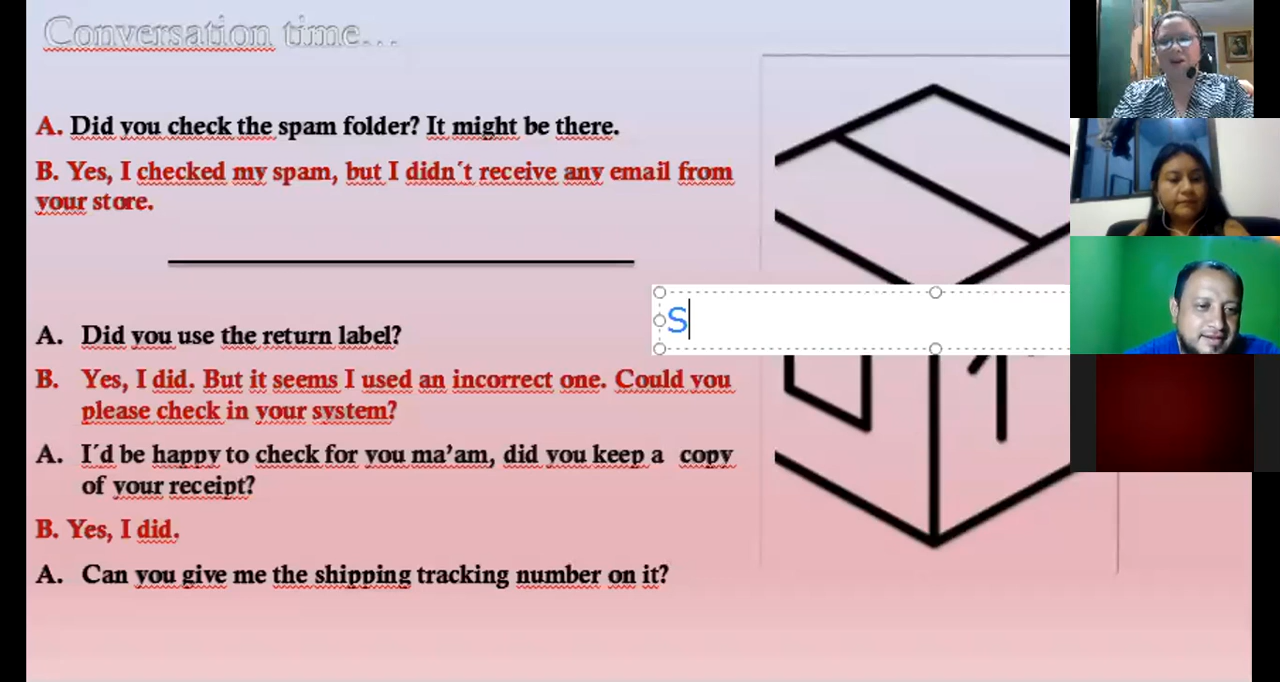 Conversation time...
A. Did you check the spam folder? It might be there.
B. Yes, I checked my spam, but I didn´t receive any email from
your store.
S
A. Did you use the return label?
B. Yes, I did. But it seems I used an incorrect one. Could you
please check in your system?
A. I´d be happy to check for you ma’am, did you keep a copy
of your receipt?
B. Yes, I did.
A. Can you give me the shipping tracking number on it?